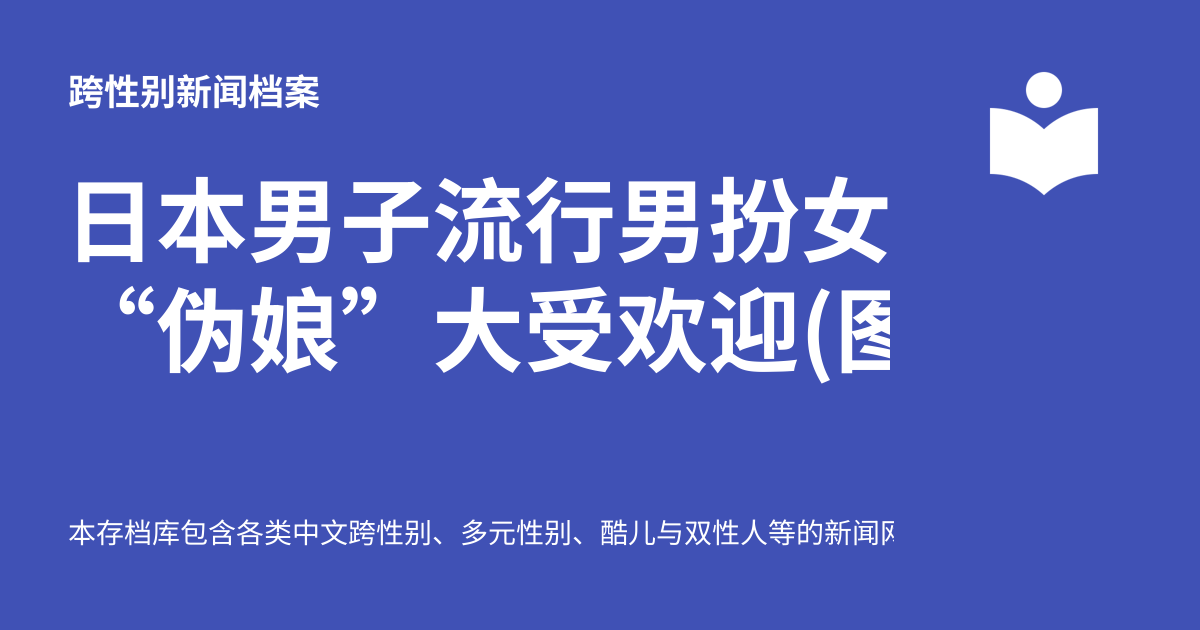 跨性别新闻档案
日本男子流行男扮女
“伪娘” 大受欢迎(图
本存档库包含各类中文跨性别、多元性别、酷儿与双性人等的新闻网